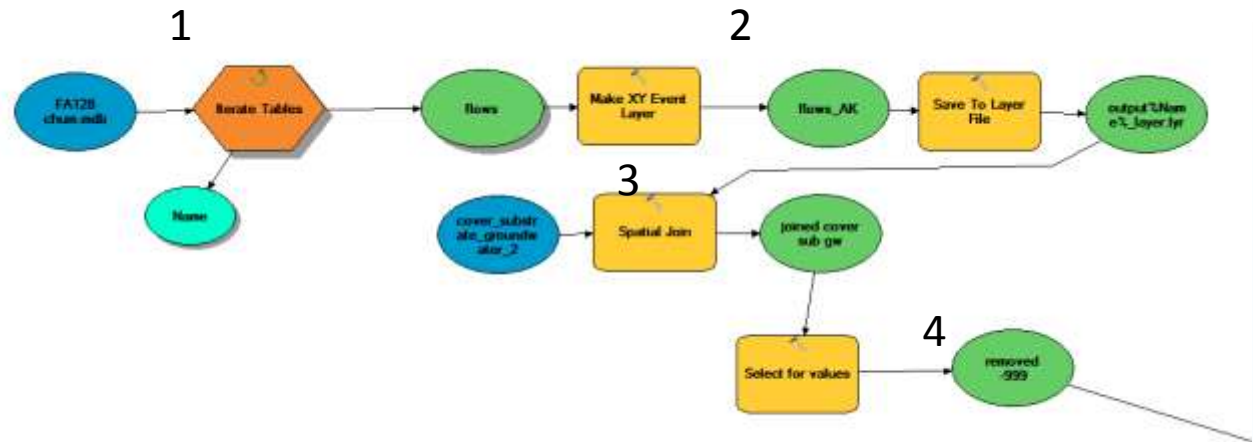 1
2
FA128
chum.mdb
Iterate Tables
flows
Make XY Event
Layer
flows_AK
Save To Layer
File
output%Nam
e%_layer.lyr
Name
3
cover_substr
ate_groundw
ater_2
Spatial Join
joined cover
sub gw
4
Select for values
removed
-999